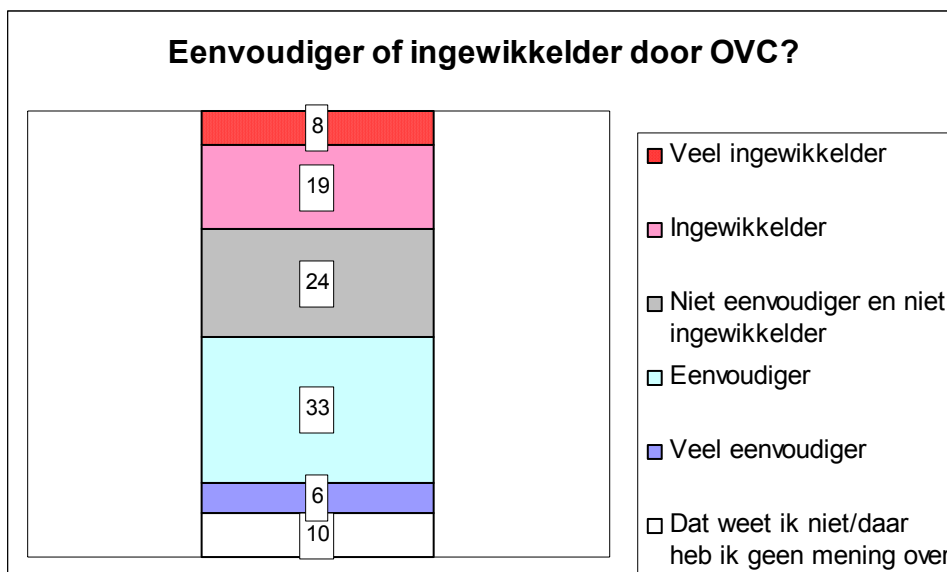 Eenvoudiger of ingewikkelder door OVC?
8
19
24
33
6
10
Veel ingewikkelder
Ingewikkelder
Niet eenvoudiger en niet
ingewikkelder
Eenvoudiger
Veel eenvoudiger
Dat weet ik niet/daar
heb ik geen mening over